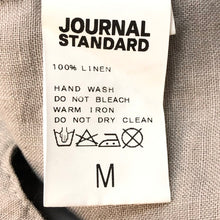 JOURNAL
STANDARD
100% LINEN
HAND WASH
DO NOT BLEACH
WARM IRON
DO NOT DRY CLEAN
M